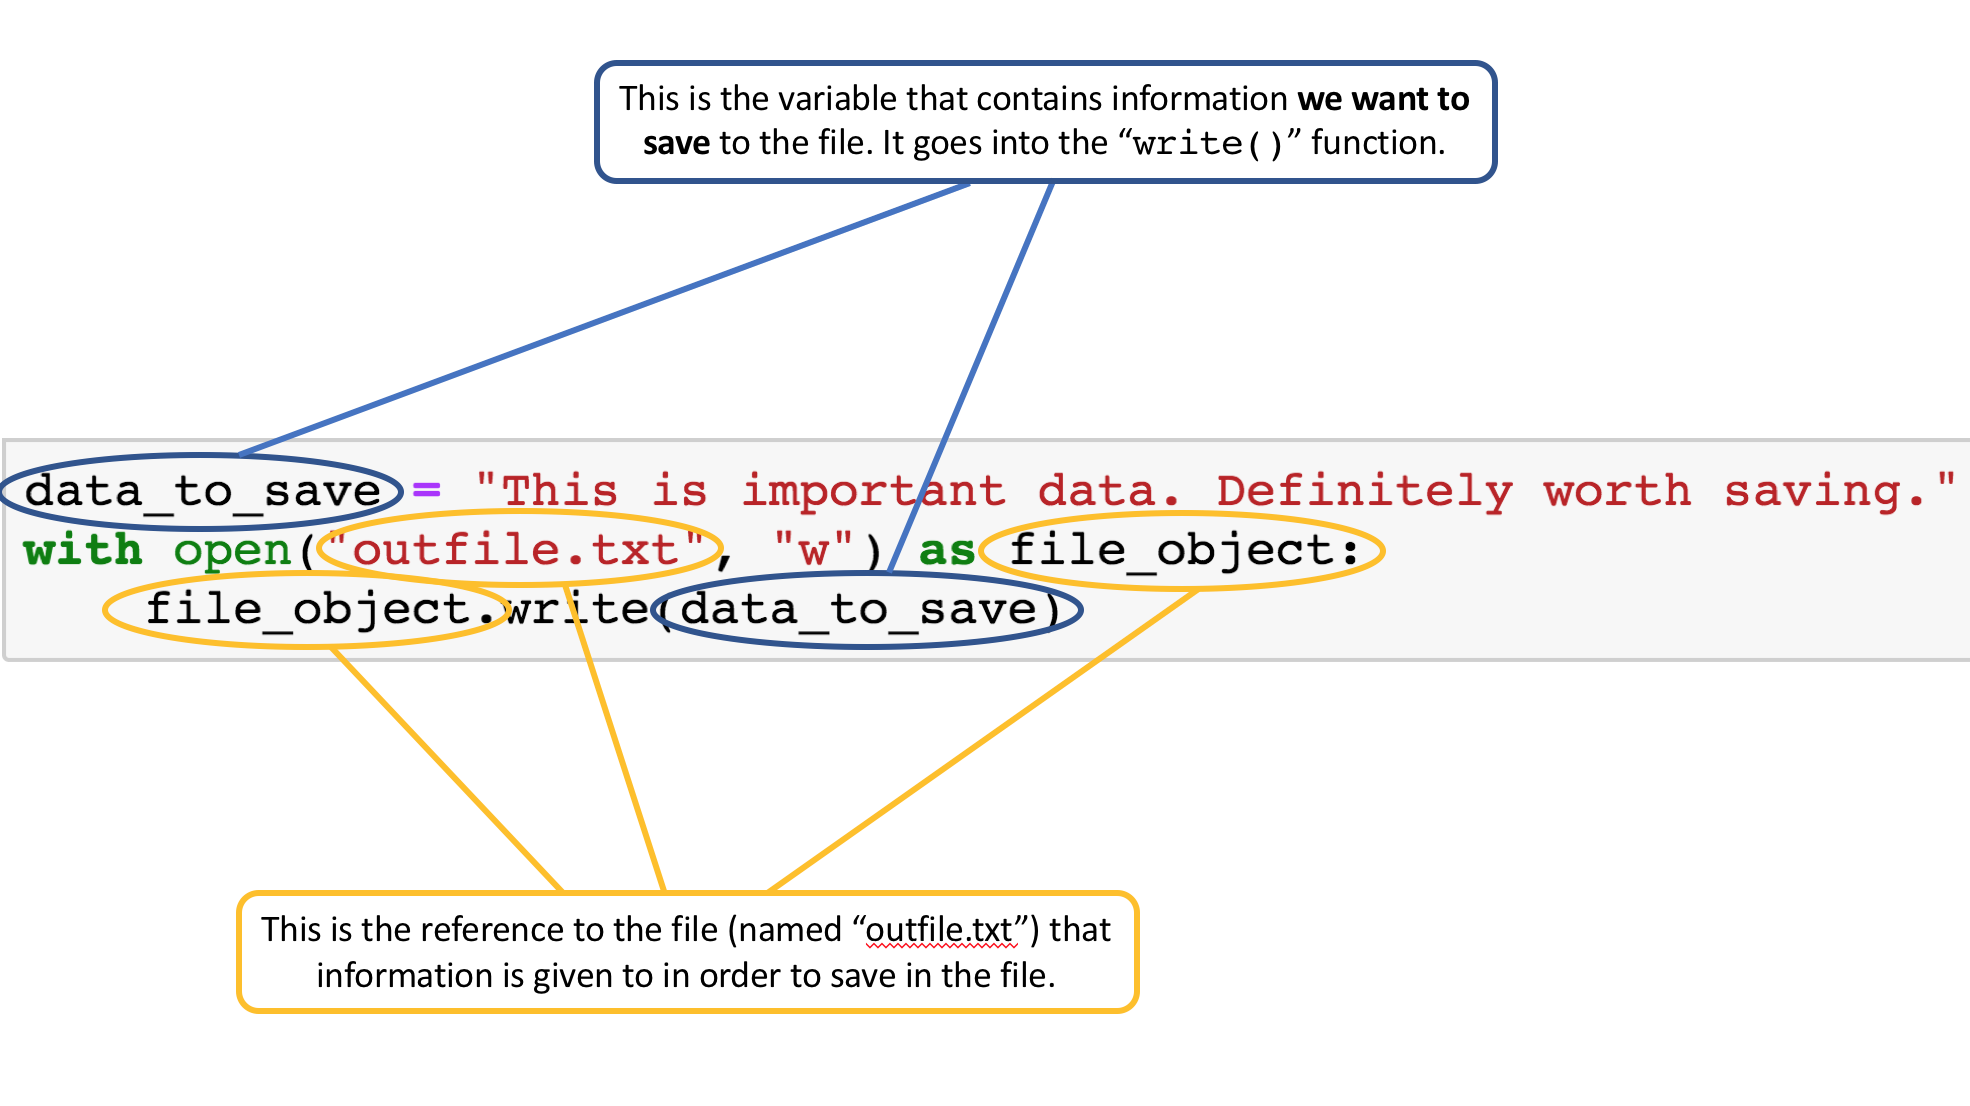 This is the variable that contains information we want to
save to the file. It goes into the “write()” function.
data_to_save = "This is important data. Definitely worth saving."
with open("outfile.txt", "w") as file_object:
    file_object.write(data_to_save)
This is the reference to the file (named “outfile.txt”) that
information is given to in order to save in the file.